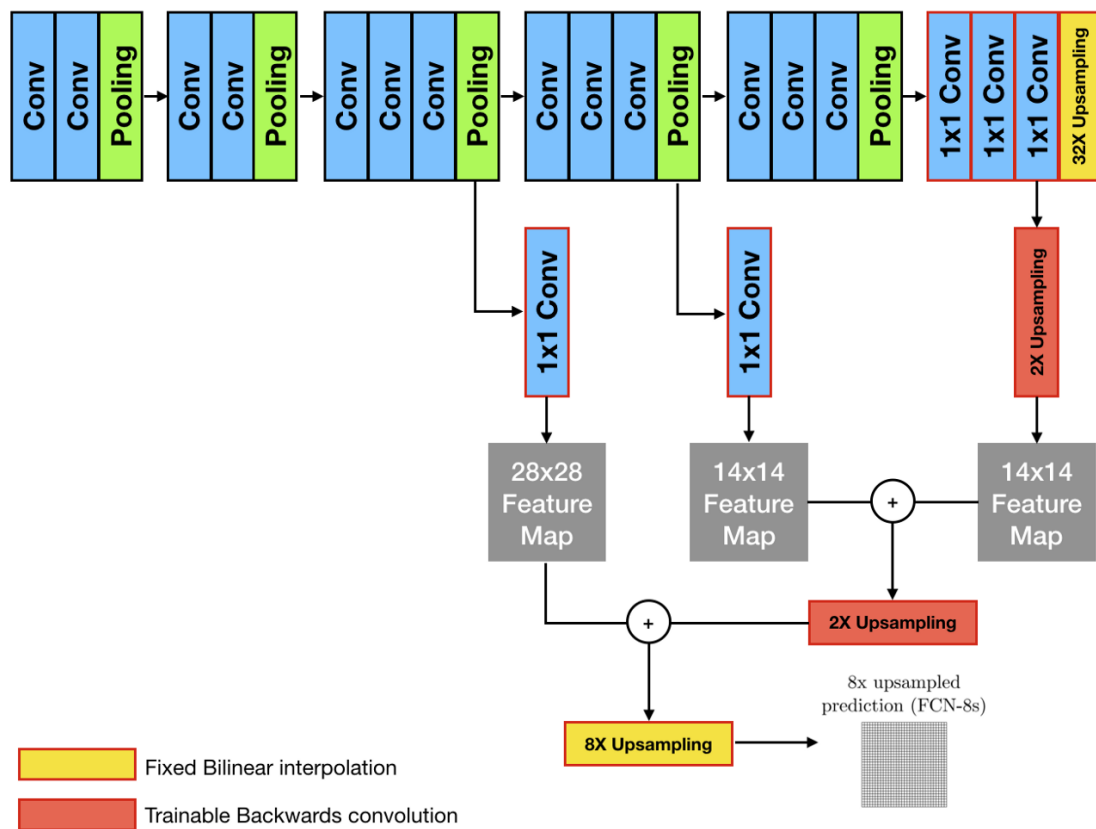 Conv
Conv
Pooling
Conv
Conv
Pooling
Conv
Conv
Conv
Pooling
Conv
Conv
Conv
Pooling
Conv
Conv
Conv
Pooling
1x1 Conv
1x1 Conv
1x1 Conv
32X Upsampling
1x1 Conv
1x1 Conv
2X Upsampling
28x28
Feature
Map
14x14
Feature
Map
+
14x14
Feature
Map
+
2X Upsampling
8x upsampled
prediction (FCN-8s)
8X Upsampling
Fixed Bilinear interpolation
Trainable Backwards convolution